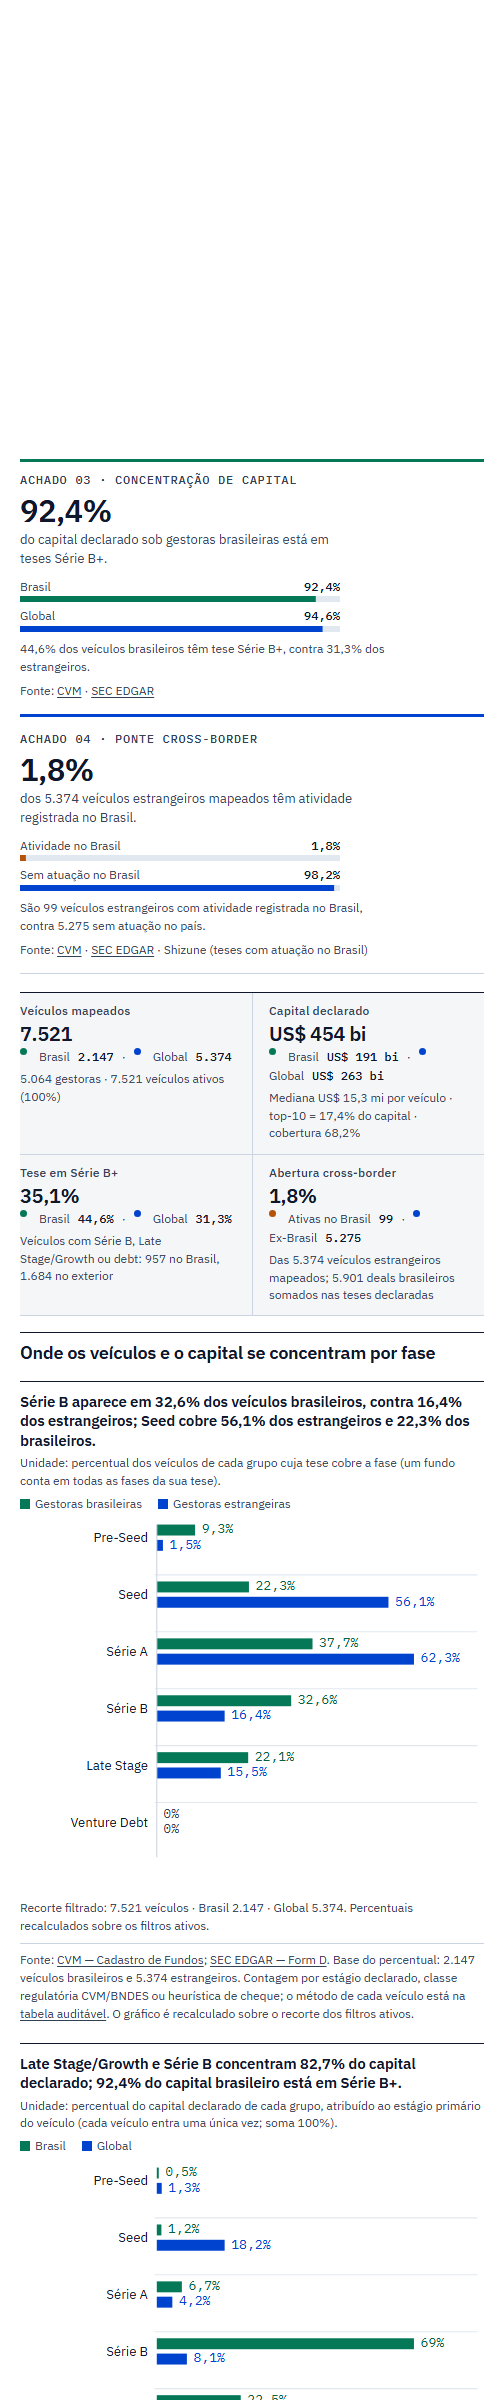 ACHADO 03 · CONCENTRAÇÃO DE CAPITAL
92,4%
do capital declarado sob gestoras brasileiras está em
teses Série B+.
Brasil 92,4%
Global 94,6%
44,6% dos veículos brasileiros têm tese Série B+, contra 31,3% dos
estrangeiros.
Fonte: CVM · SEC EDGAR
ACHADO 04 · PONTE CROSS-BORDER
1,8%
dos 5.374 veículos estrangeiros mapeados têm atividade
registrada no Brasil.
Atividade no Brasil 1,8%
Sem atuação no Brasil 98,2%
São 99 veículos estrangeiros com atividade registrada no Brasil,
contra 5.275 sem atuação no país.
Fonte: CVM · SEC EDGAR · Shizune (teses com atuação no Brasil)
Veículos mapeados
7.521
Brasil 2.147 · Global 5.374
5.064 gestoras · 7.521 veículos ativos
(100%)
Capital declarado
US$ 454 bi
Brasil US$ 191 bi ·
Global US$ 263 bi
Mediana US$ 15,3 mi por veículo ·
top-10 = 17,4% do capital ·
cobertura 68,2%
Tese em Série B+
35,1%
Brasil 44,6% · Global 31,3%
Veículos com Série B, Late
Stage/Growth ou debt: 957 no Brasil,
1.684 no exterior
Abertura cross-border
1,8%
Ativas no Brasil 99 ·
Ex-Brasil 5.275
Das 5.374 veículos estrangeiros
mapeados; 5.901 deals brasileiros
somados nas teses declaradas
Onde os veículos e o capital se concentram por fase
Série B aparece em 32,6% dos veículos brasileiros, contra 16,4%
dos estrangeiros; Seed cobre 56,1% dos estrangeiros e 22,3% dos
brasileiros.
Unidade: percentual dos veículos de cada grupo cuja tese cobre a fase (um fundo
conta em todas as fases da sua tese).
Gestoras brasileiras Gestoras estrangeiras
Pre-Seed 9,3%
1,5%
Seed 22,3%
56,1%
Série A 37,7%
62,3%
Série B 32,6%
16,4%
Late Stage 22,1%
15,5%
Venture Debt 0%
0%
Recorte filtrado: 7.521 veículos · Brasil 2.147 · Global 5.374. Percentuais
recalculados sobre os filtros ativos.
Fonte: CVM — Cadastro de Fundos; SEC EDGAR — Form D. Base do percentual: 2.147
veículos brasileiros e 5.374 estrangeiros. Contagem por estágio declarado, classe
regulatória CVM/BNDES ou heurística de cheque; o método de cada veículo está na
tabela auditável. O gráfico é recalculado sobre o recorte dos filtros ativos.
Late Stage/Growth e Série B concentram 82,7% do capital
declarado; 92,4% do capital brasileiro está em Série B+.
Unidade: percentual do capital declarado de cada grupo, atribuído ao estágio primário
do veículo (cada veículo entra uma única vez; soma 100%).
Brasil Global
Pre-Seed 0,5%
1,3%
Seed 1,2%
18,2%
Série A 6,7%
4,2%
Série B 69%
8,1%
22,5%